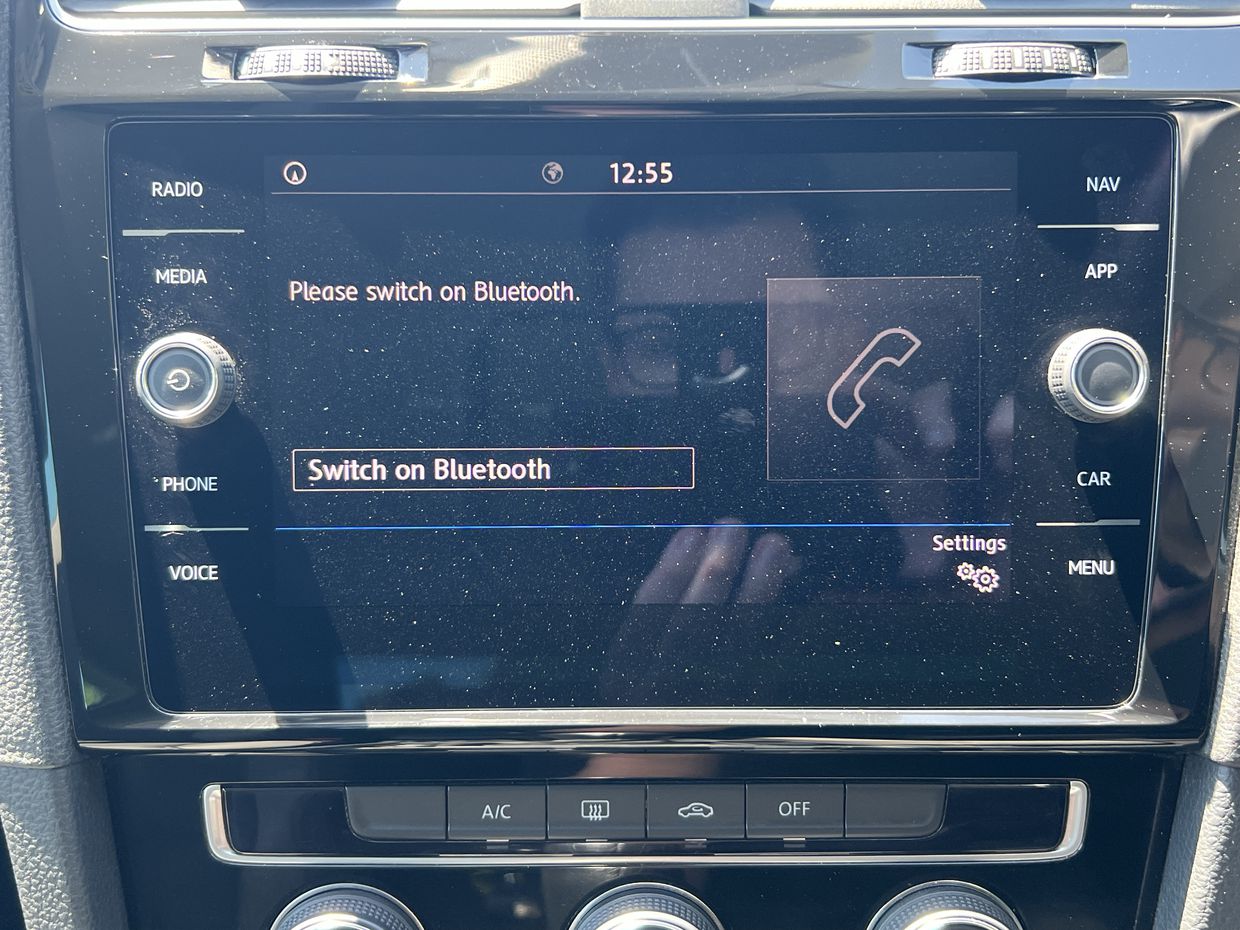 12:55
RADIO
NAV
MEDIA
APP
Please switch on Bluetooth.
Switch on Bluetooth
PHONE
CAR
Settings
VOICE
MENU
A/C
OFF